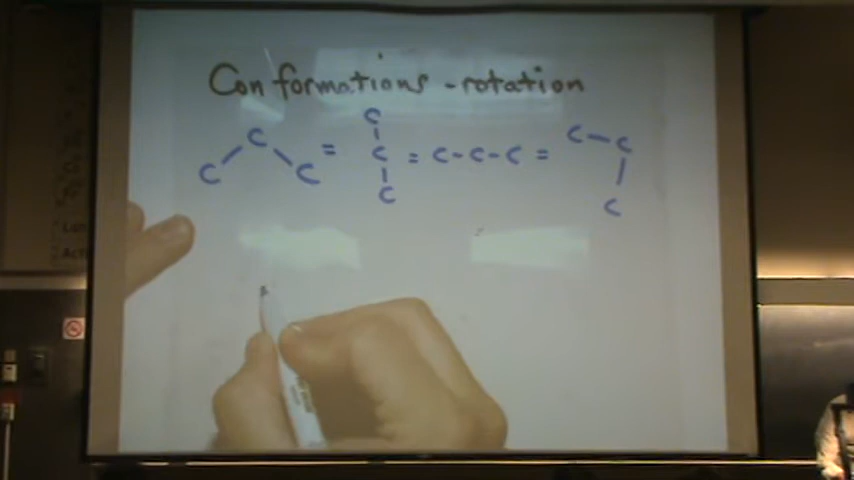 Conformations - rotation
C - C - C = C - C - C = C - C - C = C - C - C